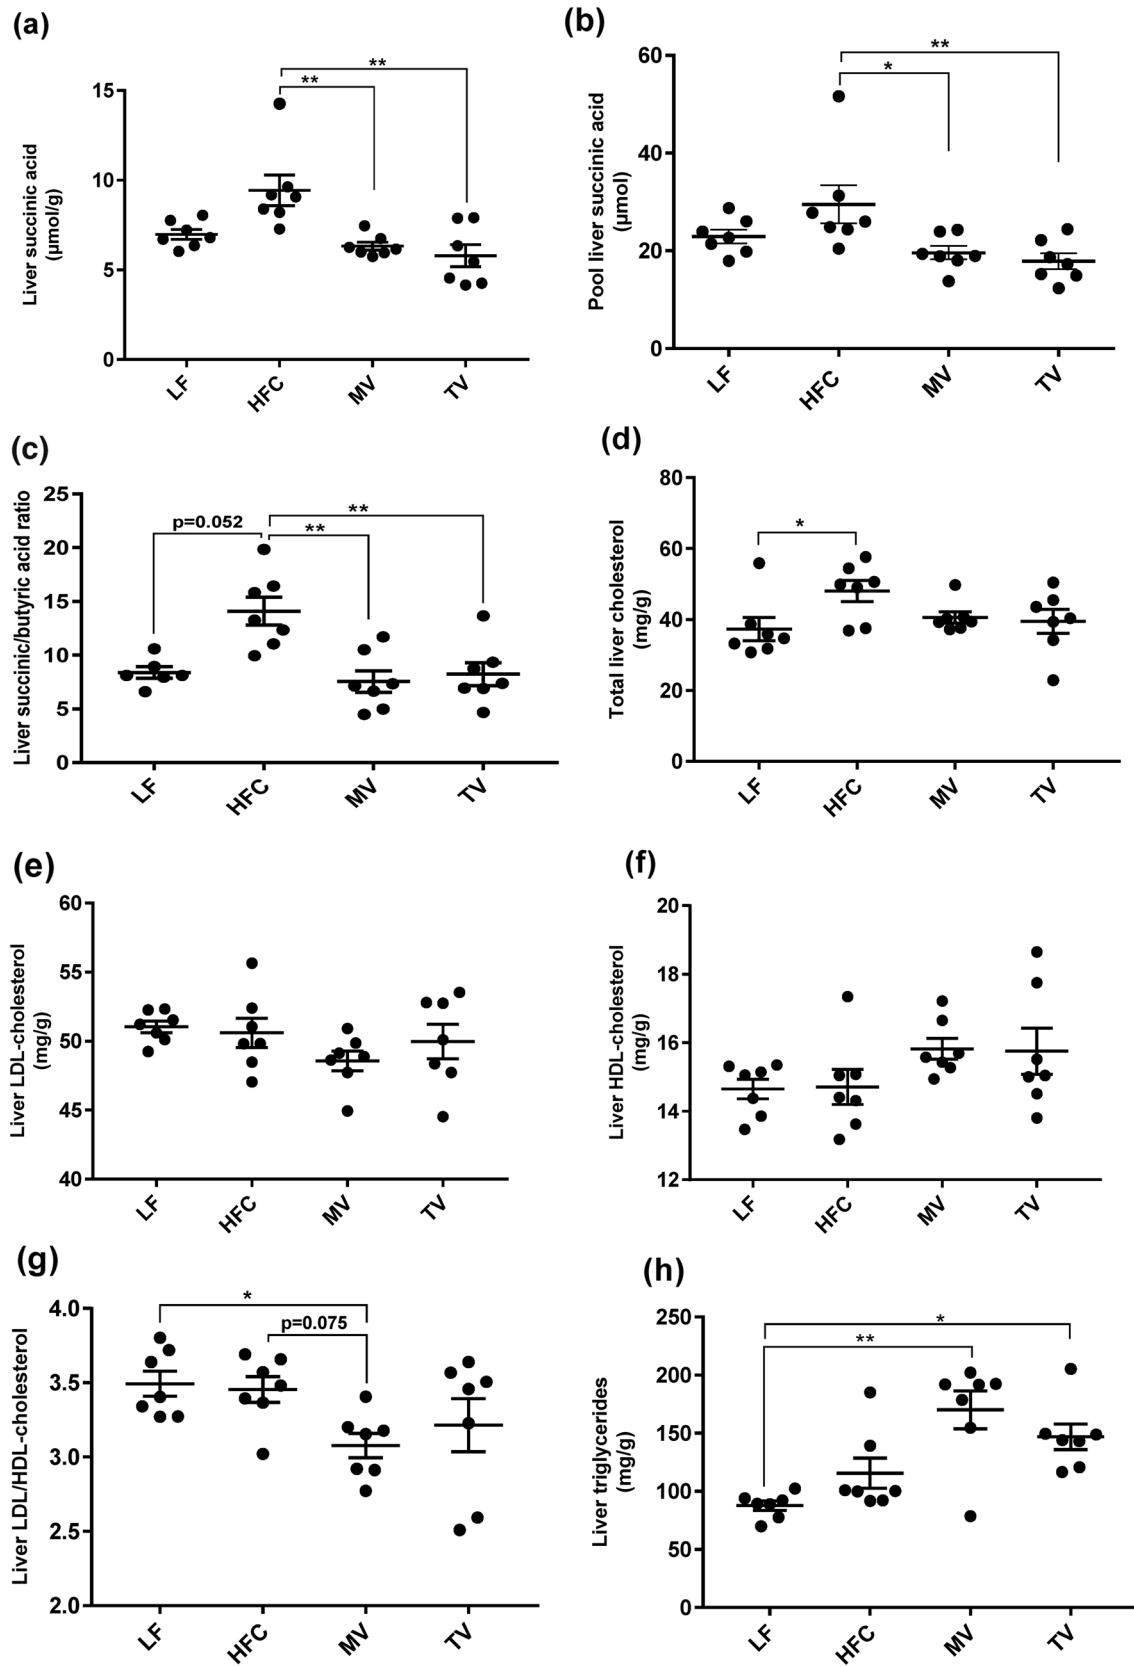 (a)
Liver succinic acid
(µmol/g)
15
10
5
0
**
**
LF
HFC
MV
TV
(b)
Pool liver succinic acid
(µmol)
60
40
20
0
**
*
LF
HFC
MV
TV
(c)
Liver succinic/butyric acid ratio
25
20
15
10
5
0
p=0.052
**
**
LF
HFC
MV
TV
(d)
Total liver cholesterol
(mg/g)
80
60
40
20
0
*
LF
HFC
MV
TV
(e)
Liver LDL-cholesterol
(mg/g)
60
55
50
45
40
LF
HFC
MV
TV
(f)
Liver HDL-cholesterol
(mg/g)
20
18
16
14
12
LF
HFC
MV
TV
(g)
Liver LDL/HDL-cholesterol
4.0
3.5
3.0
2.5
2.0
*
p=0.075
LF
HFC
MV
TV
(h)
Liver triglycerides
(mg/g)
250
200
150
100
50
0
*
**
LF
HFC
MV
TV